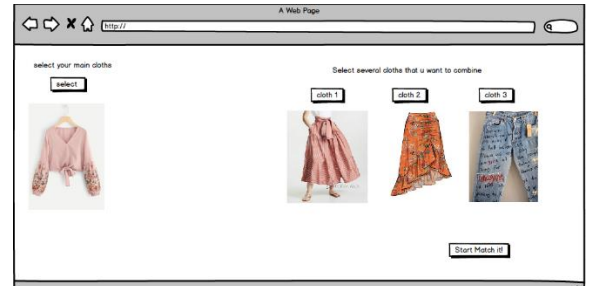 A Web Page
http://
select your main cloths
select
Select several cloths that u want to combine
cloth 1
cloth 2
cloth 3
Start Match it!